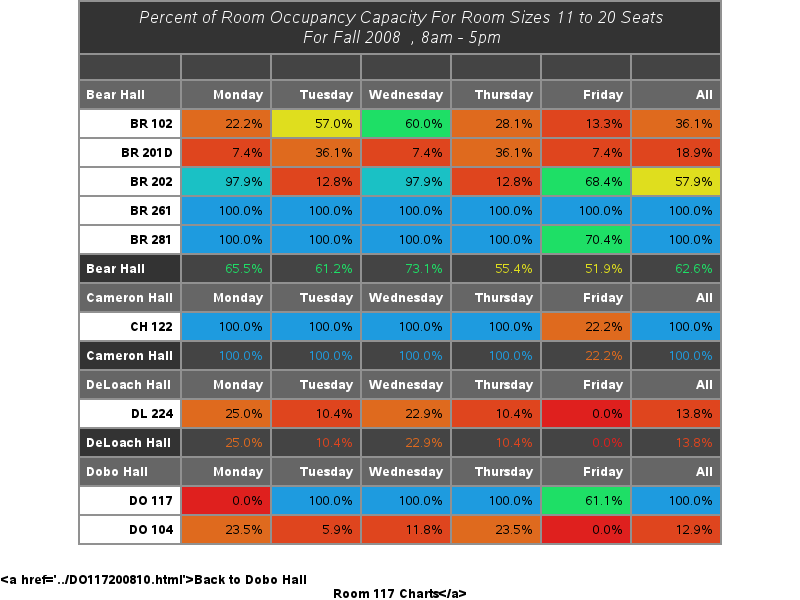 Percent of Room Occupancy Capacity For Room Sizes 11 to 20 Seats
For Fall 2008 , 8am - 5pm
Bear Hall Monday Tuesday Wednesday Thursday Friday All
BR 102 22.2% 57.0% 60.0% 28.1% 13.3% 36.1%
BR 201D 7.4% 36.1% 7.4% 36.1% 7.4% 18.9%
BR 202 97.9% 12.8% 97.9% 12.8% 68.4% 57.9%
BR 261 100.0% 100.0% 100.0% 100.0% 100.0% 100.0%
BR 281 100.0% 100.0% 100.0% 100.0% 70.4% 100.0%
Bear Hall 65.5% 61.2% 73.1% 55.4% 51.9% 62.6%
Cameron Hall Monday Tuesday Wednesday Thursday Friday All
CH 122 100.0% 100.0% 100.0% 100.0% 22.2% 100.0%
Cameron Hall 100.0% 100.0% 100.0% 100.0% 22.2% 100.0%
DeLoach Hall Monday Tuesday Wednesday Thursday Friday All
DL 224 25.0% 10.4% 22.9% 10.4% 0.0% 13.8%
DeLoach Hall 25.0% 10.4% 22.9% 10.4% 0.0% 13.8%
Dobo Hall Monday Tuesday Wednesday Thursday Friday All
DO 117 0.0% 100.0% 100.0% 100.0% 61.1% 100.0%
DO 104 23.5% 5.9% 11.8% 23.5% 0.0% 12.9%
<a href='../DO117200810.html'>Back to Dobo Hall
Room 117 Charts</a>